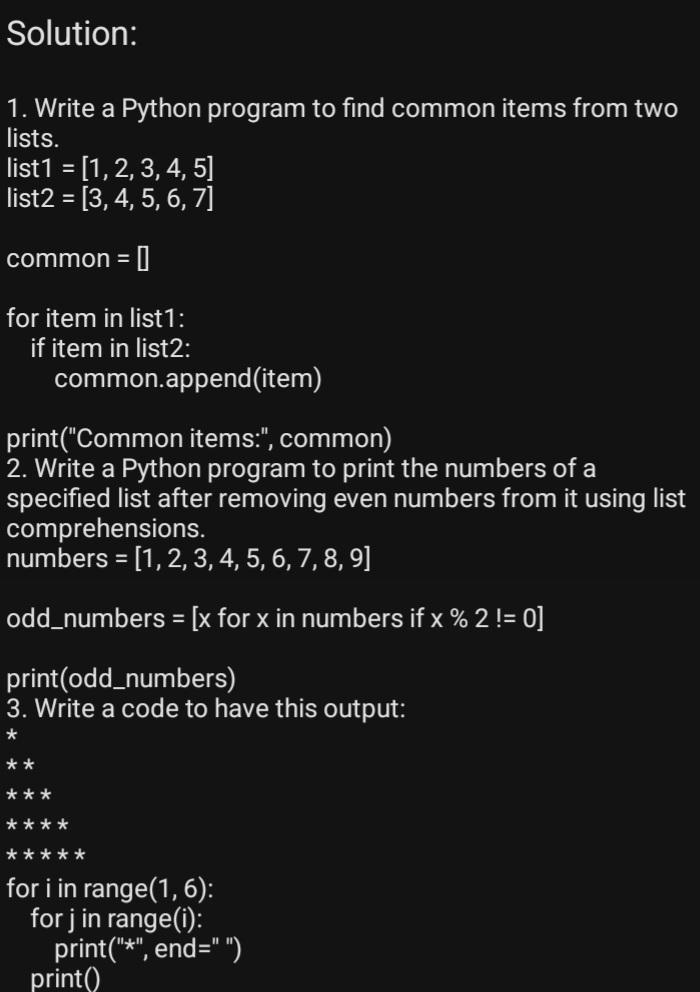 Solution:
1. Write a Python program to find common items from two
lists.
list1 = [1, 2, 3, 4, 5]
list2 = [3, 4, 5, 6, 7]
common = []
for item in list1:
if item in list2:
common.append(item)
print("Common items:", common)
2. Write a Python program to print the numbers of a
specified list after removing even numbers from it using list
comprehensions.
numbers = [1, 2, 3, 4, 5, 6, 7, 8, 9]
odd_numbers = [x for x in numbers if x % 2 != 0]
print(odd_numbers)
3. Write a code to have this output:
*
* *
* * *
* * * *
* * * * *
for i in range(1, 6):
for j in range(i):
print("*", end=" ")
print()